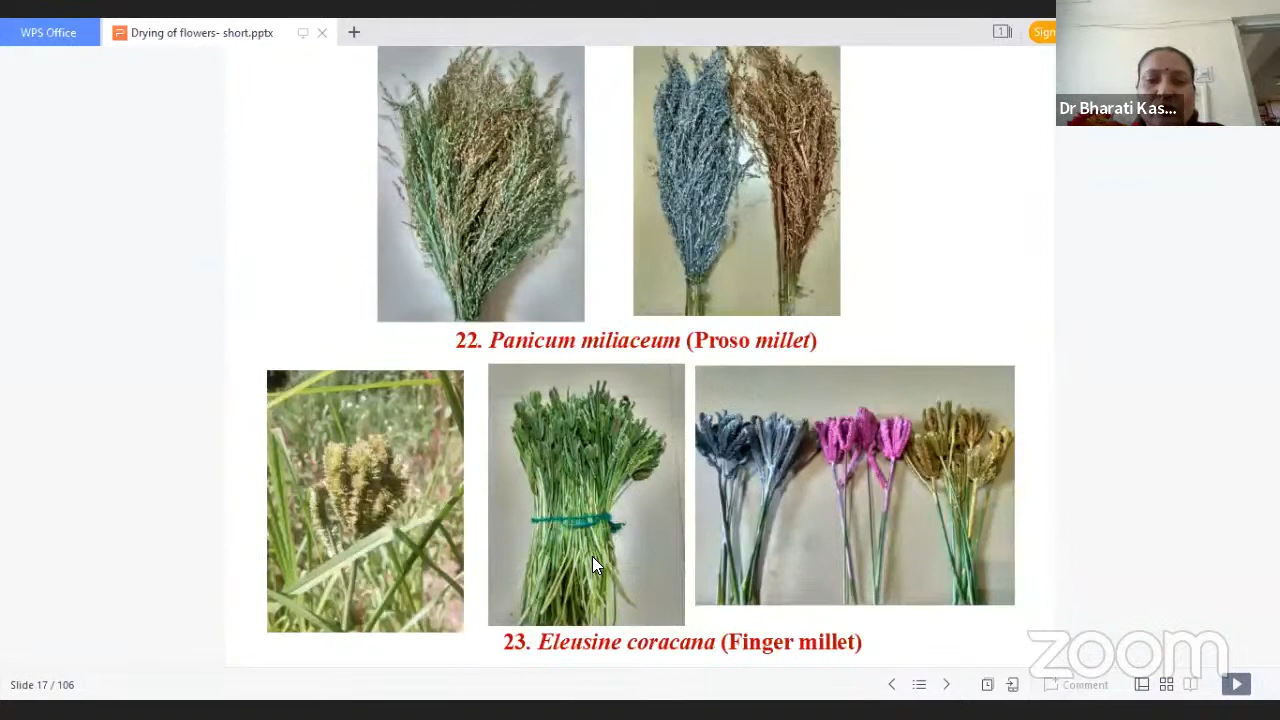 WPS Office
Drying of flowers- short.pptx
1
Sign
Dr Bharati Kas...
22. Panicum miliaceum (Proso millet)
23. Eleusine coracana (Finger millet)
zoom
Slide 17 / 106
Comment